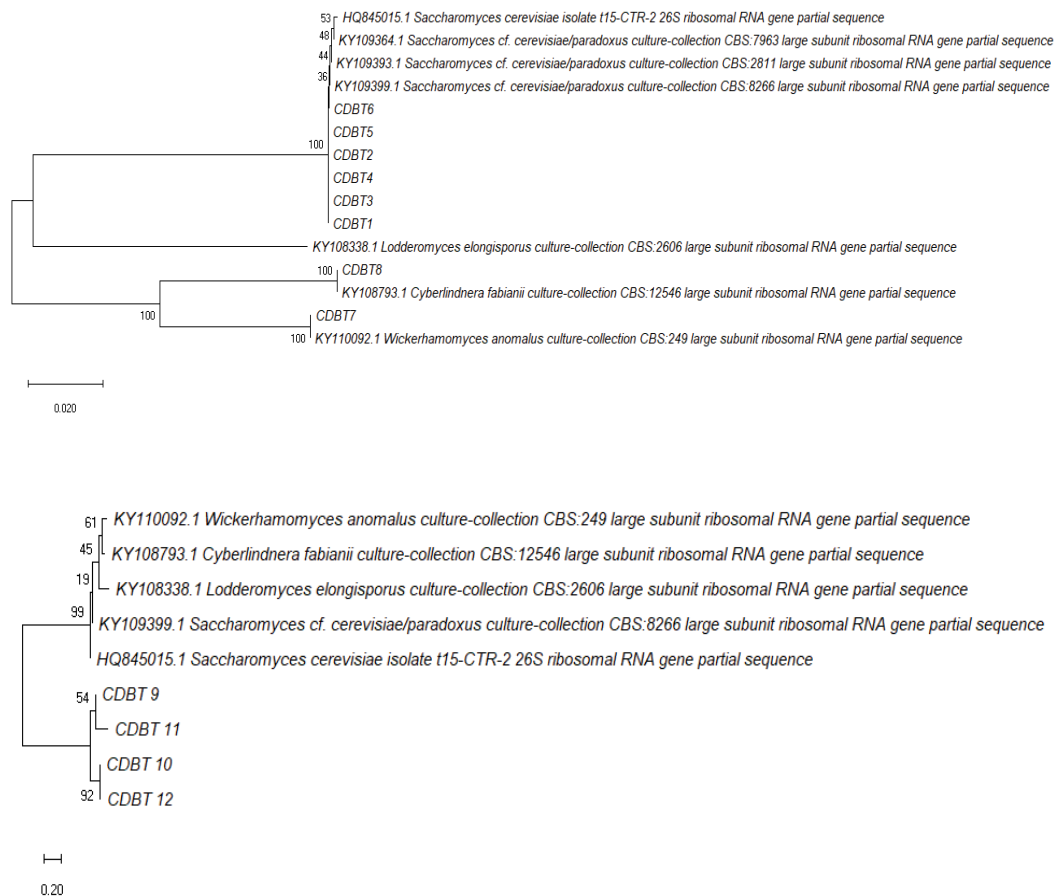 53 HQ845015.1 Saccharomyces cerevisiae isolate t15-CTR-2 26S ribosomal RNA gene partial sequence
48 KY109364.1 Saccharomyces cf. cerevisiae/paradoxus culture-collection CBS:7963 large subunit ribosomal RNA gene partial sequence
44 KY109393.1 Saccharomyces cf. cerevisiae/paradoxus culture-collection CBS:2811 large subunit ribosomal RNA gene partial sequence
36 KY109399.1 Saccharomyces cf. cerevisiae/paradoxus culture-collection CBS:8266 large subunit ribosomal RNA gene partial sequence
CDBT6
CDBT5
100 CDBT2
CDBT4
CDBT3
CDBT1
KY108338.1 Lodderomyces elongisporus culture-collection CBS:2606 large subunit ribosomal RNA gene partial sequence
100 CDBT8
KY108793.1 Cyberlindnera fabianii culture-collection CBS:12546 large subunit ribosomal RNA gene partial sequence
100 CDBT7
100 KY110092.1 Wickerhamomyces anomalus culture-collection CBS:249 large subunit ribosomal RNA gene partial sequence
0.020
61 KY110092.1 Wickerhamomyces anomalus culture-collection CBS:249 large subunit ribosomal RNA gene partial sequence
45 KY108793.1 Cyberlindnera fabianii culture-collection CBS:12546 large subunit ribosomal RNA gene partial sequence
19 KY108338.1 Lodderomyces elongisporus culture-collection CBS:2606 large subunit ribosomal RNA gene partial sequence
99 KY109399.1 Saccharomyces cf. cerevisiae/paradoxus culture-collection CBS:8266 large subunit ribosomal RNA gene partial sequence
HQ845015.1 Saccharomyces cerevisiae isolate t15-CTR-2 26S ribosomal RNA gene partial sequence
54 CDBT 9
CDBT 11
CDBT 10
92 CDBT 12
0.20